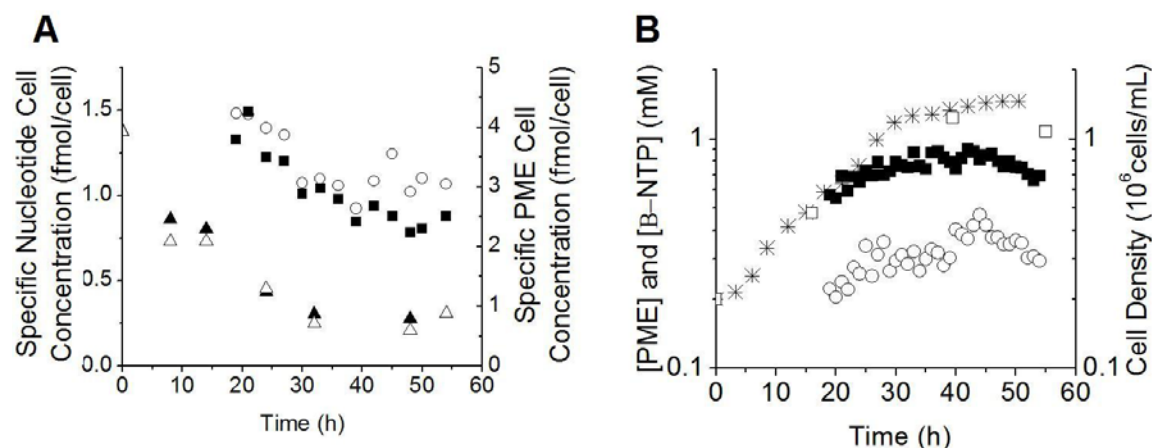 A
Specific Nucleotide Cell
Concentration (fmol/cell)
1.5
1.0
0.5
0.0
0 10 20 30 40 50 60
Time (h)
5
4
3
2
1
0
Specific PME Cell
Concentration (fmol/cell)
B
[PME] and [B–NTP] (mM)
1
0.1
0 10 20 30 40 50 60
Time (h)
1
0.1
Cell Density (10⁶cells/mL)